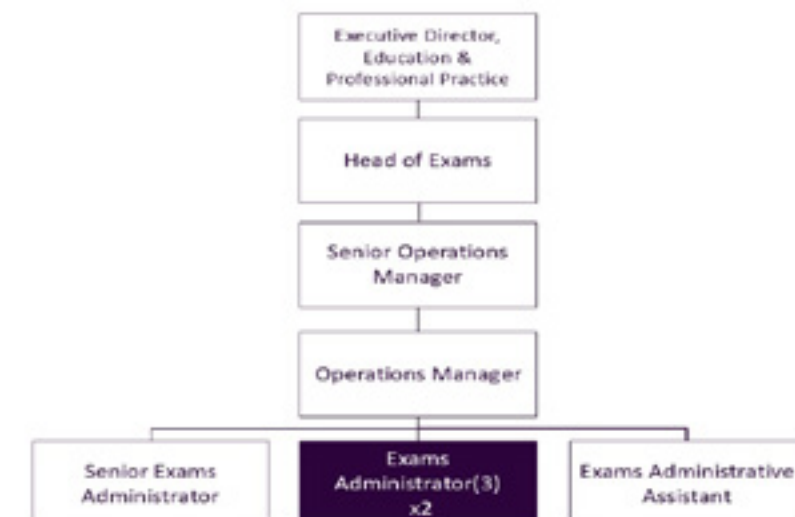 Executive Director,
Education &
Professional Practice
Head of Exams
Senior Operations
Manager
Operations Manager
Senior Exams
Administrator
Exams
Administrator(3)
x2
Exams Administrative
Assistant